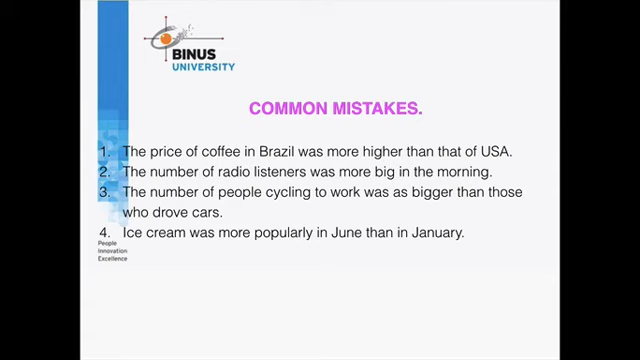 BINUS
UNIVERSITY
COMMON MISTAKES.
1. The price of coffee in Brazil was more higher than that of USA.
2. The number of radio listeners was more big in the morning.
3. The number of people cycling to work was as bigger than those
who drove cars.
4. Ice cream was more popularly in June than in January.
People
Innovation
Excellence